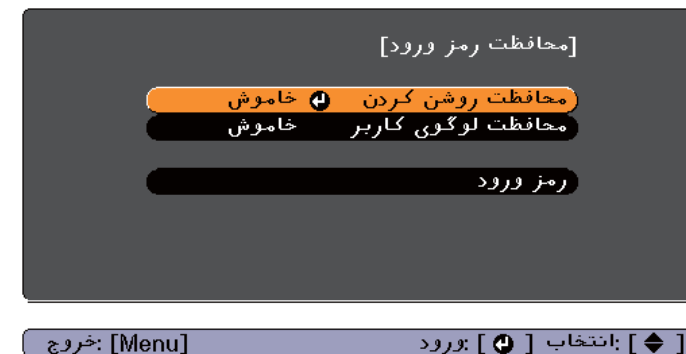 [محافظت رمز ورود]
محافظت روشن کردن خاموش
محافظت لوگوی کاربر خاموش
رمز ورود
[ ] :انتخاب [ ] :ورود [Menu] :خروج